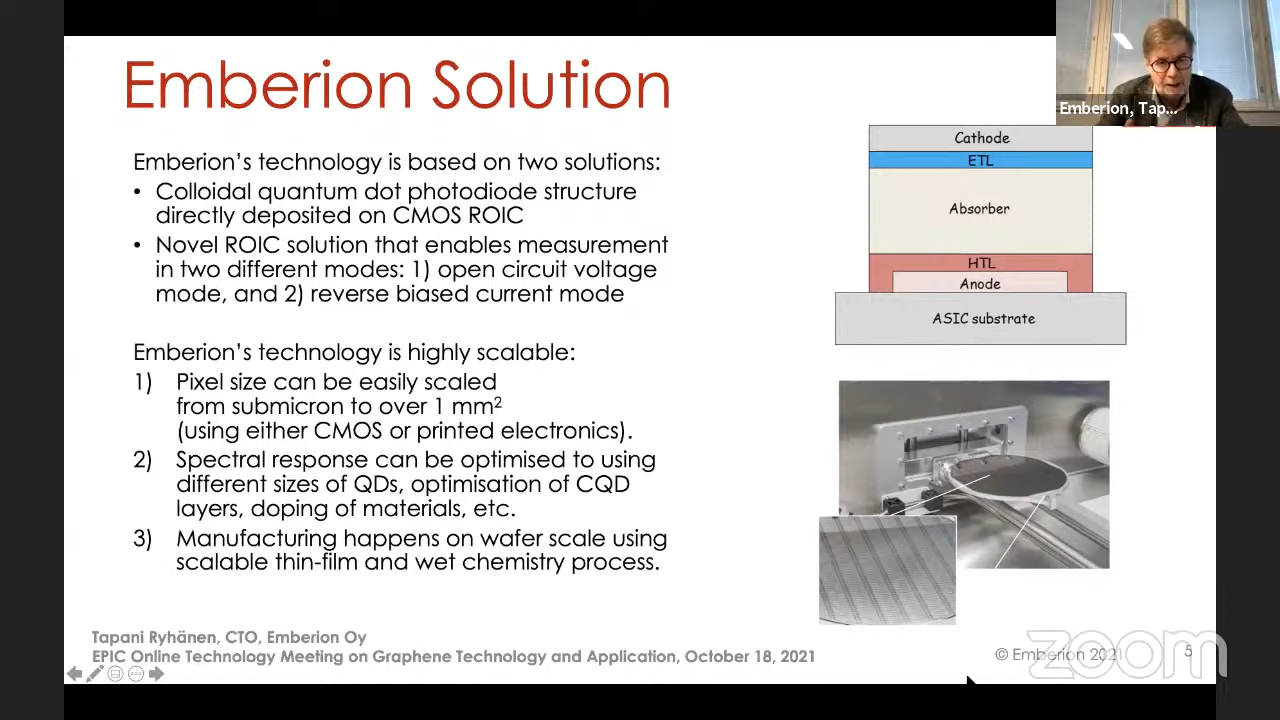 Emberion Solution
Emberion, Tap...
Emberion's technology is based on two solutions:
• Colloidal quantum dot photodiode structure
directly deposited on CMOS ROIC
• Novel ROIC solution that enables measurement
in two different modes: 1) open circuit voltage
mode, and 2) reverse biased current mode
Emberion's technology is highly scalable:
1) Pixel size can be easily scaled
from submicron to over 1 mm²
(using either CMOS or printed electronics).
2) Spectral response can be optimised to using
different sizes of QDs, optimisation of CQD
layers, doping of materials, etc.
3) Manufacturing happens on wafer scale using
scalable thin-film and wet chemistry process.
Cathode
ETL
Absorber
HTL
Anode
ASIC substrate
Tapani Ryhänen, CTO, Emberion Oy
EPIC Online Technology Meeting on Graphene Technology and Application, October 18, 2021
© Emberion 2021
5
zoom